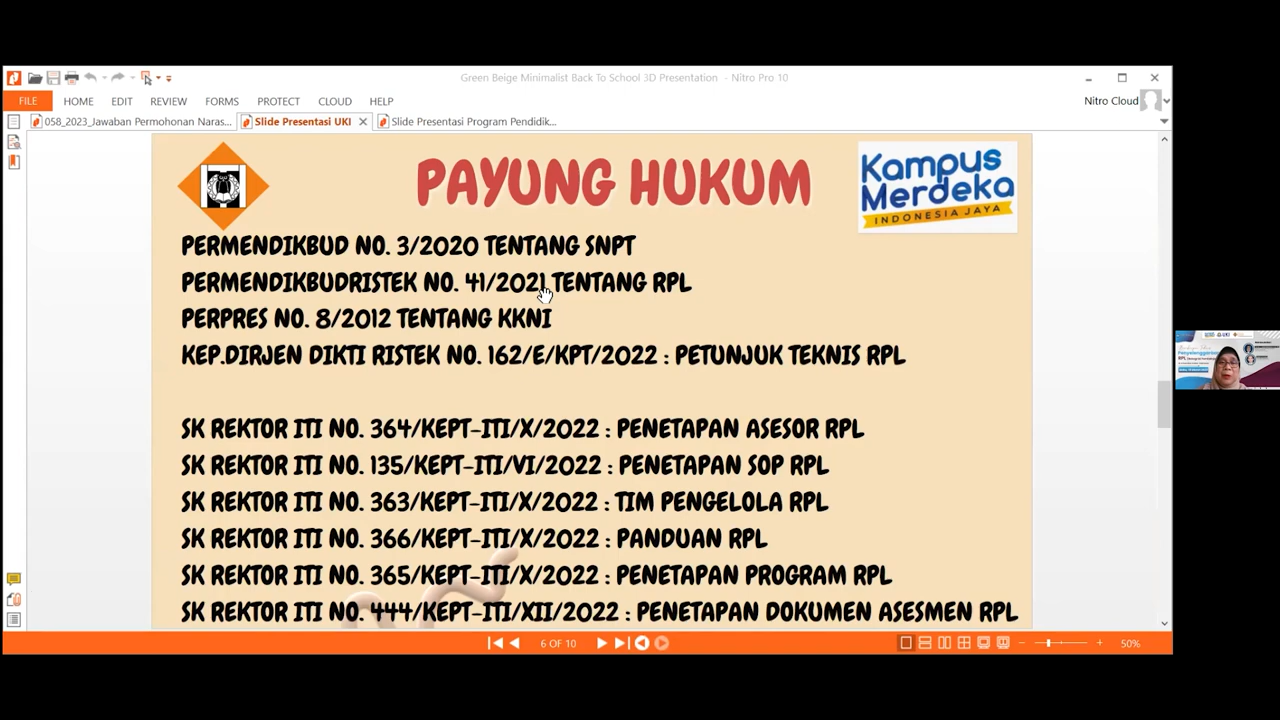 Green Beige Minimalist Back To School 3D Presentation - Nitro Pro 10
FILE HOME EDIT REVIEW FORMS PROTECT CLOUD HELP
Nitro Cloud
058_2023_Jawaban Permohonan Naras...
Slide Presentasi UKI
Slide Presentasi Program Pendidik...
PAYUNG HUKUM
Kampus
Merdeka
INDONESIA JAYA
PERMENDIKBUD NO. 3/2020 TENTANG SNPT
PERMENDIKBUDRISTEK NO. 41/2021 TENTANG RPL
PERPRES NO. 8/2012 TENTANG KKNI
KEP.DIRJEN DIKTI RISTEK NO. 162/E/KPT/2022 : PETUNJUK TEKNIS RPL
SK REKTOR ITI NO. 364/KEPT-ITI/X/2022 : PENETAPAN ASESOR RPL
SK REKTOR ITI NO. 135/KEPT-ITI/VI/2022 : PENETAPAN SOP RPL
SK REKTOR ITI NO. 363/KEPT-ITI/X/2022 : TIM PENGELOLA RPL
SK REKTOR ITI NO. 366/KEPT-ITI/X/2022 : PANDUAN RPL
SK REKTOR ITI NO. 365/KEPT-ITI/X/2022 : PENETAPAN PROGRAM RPL
SK REKTOR ITI NO. 444/KEPT-ITI/XII/2022 : PENETAPAN DOKUMEN ASESMEN RPL
6 OF 10
50%